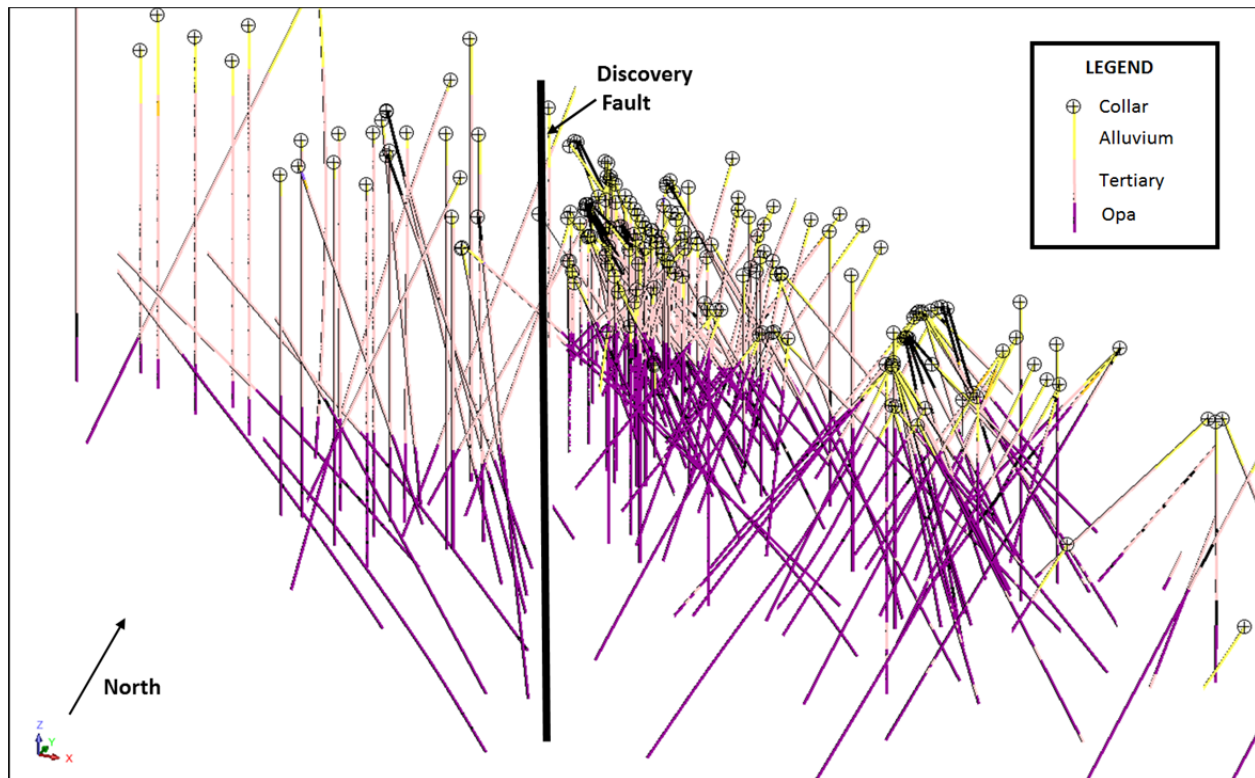 Discovery
Fault
LEGEND
Collar
Alluvium
Tertiary
Opa
North
Z
Y
X